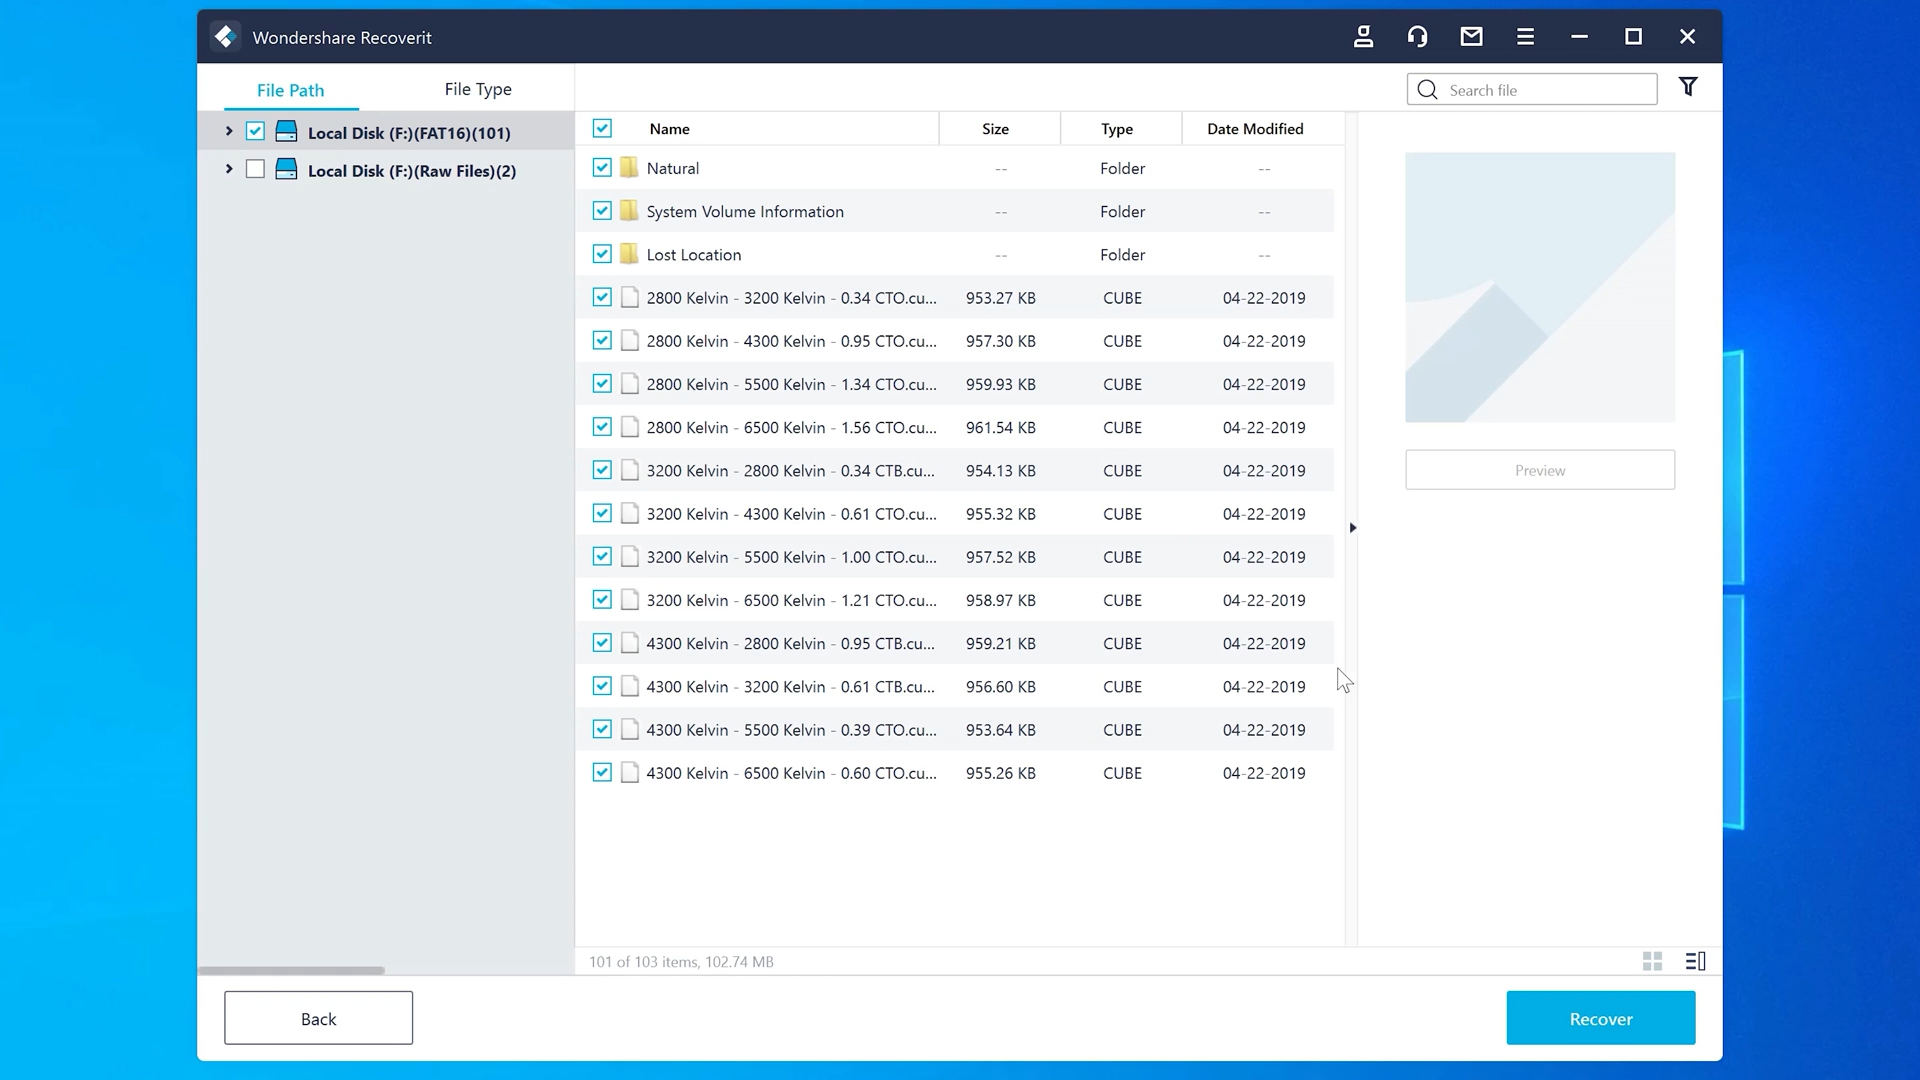 Wondershare Recoverit
File Path
File Type
Search file
Local Disk (F:)(FAT16)(101)
Local Disk (F:)(Raw Files)(2)
Name Size Type Date Modified
Natural -- Folder --
System Volume Information -- Folder --
Lost Location -- Folder --
2800 Kelvin - 3200 Kelvin - 0.34 CTO.cu... 953.27 KB CUBE 04-22-2019
2800 Kelvin - 4300 Kelvin - 0.95 CTO.cu... 957.30 KB CUBE 04-22-2019
2800 Kelvin - 5500 Kelvin - 1.34 CTO.cu... 959.93 KB CUBE 04-22-2019
2800 Kelvin - 6500 Kelvin - 1.56 CTO.cu... 961.54 KB CUBE 04-22-2019
3200 Kelvin - 2800 Kelvin - 0.34 CTB.cu... 954.13 KB CUBE 04-22-2019
3200 Kelvin - 4300 Kelvin - 0.61 CTO.cu... 955.32 KB CUBE 04-22-2019
3200 Kelvin - 5500 Kelvin - 1.00 CTO.cu... 957.52 KB CUBE 04-22-2019
3200 Kelvin - 6500 Kelvin - 1.21 CTO.cu... 958.97 KB CUBE 04-22-2019
4300 Kelvin - 2800 Kelvin - 0.95 CTB.cu... 959.21 KB CUBE 04-22-2019
4300 Kelvin - 3200 Kelvin - 0.61 CTB.cu... 956.60 KB CUBE 04-22-2019
4300 Kelvin - 5500 Kelvin - 0.39 CTO.cu... 953.64 KB CUBE 04-22-2019
4300 Kelvin - 6500 Kelvin - 0.60 CTO.cu... 955.26 KB CUBE 04-22-2019
Preview
101 of 103 items, 102.74 MB
Back
Recover